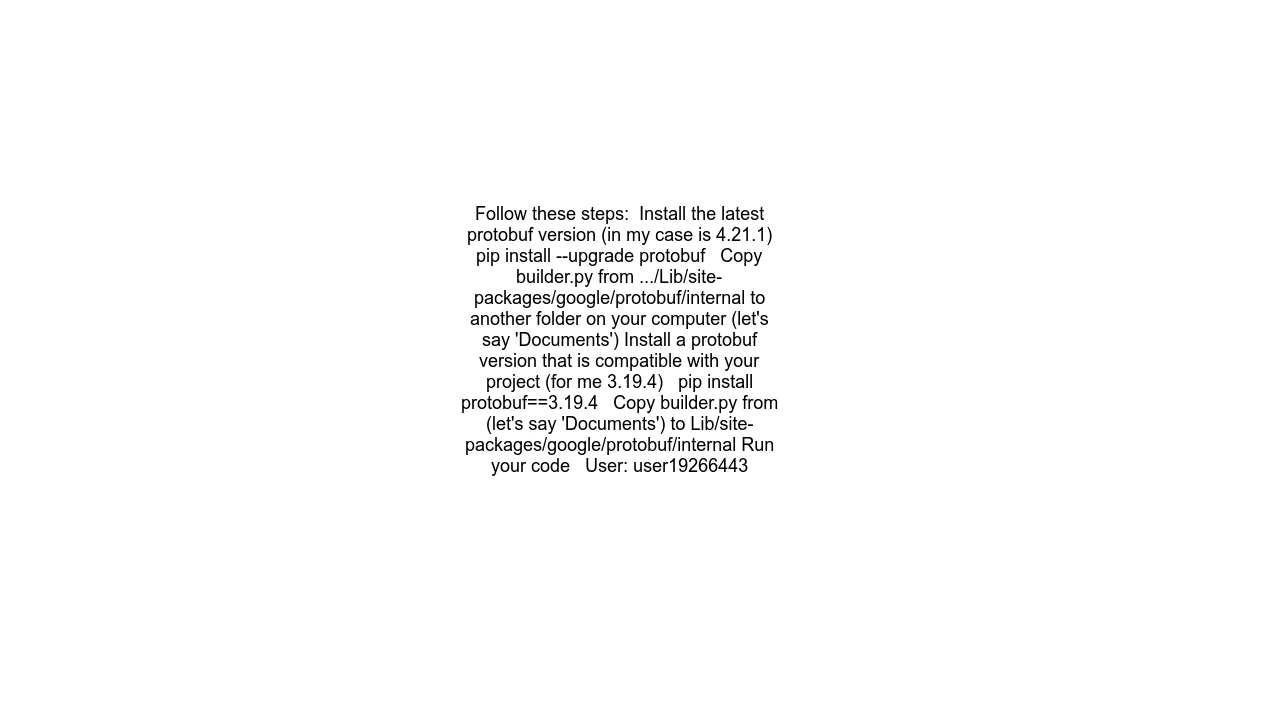 Follow these steps:  Install the latest
protobuf version (in my case is 4.21.1)
pip install --upgrade protobuf   Copy
builder.py from .../Lib/site-
packages/google/protobuf/internal to
another folder on your computer (let's
say 'Documents') Install a protobuf
version that is compatible with your
project (for me 3.19.4)   pip install
protobuf==3.19.4   Copy builder.py from
(let's say 'Documents') to Lib/site-
packages/google/protobuf/internal Run
your code   User: user19266443